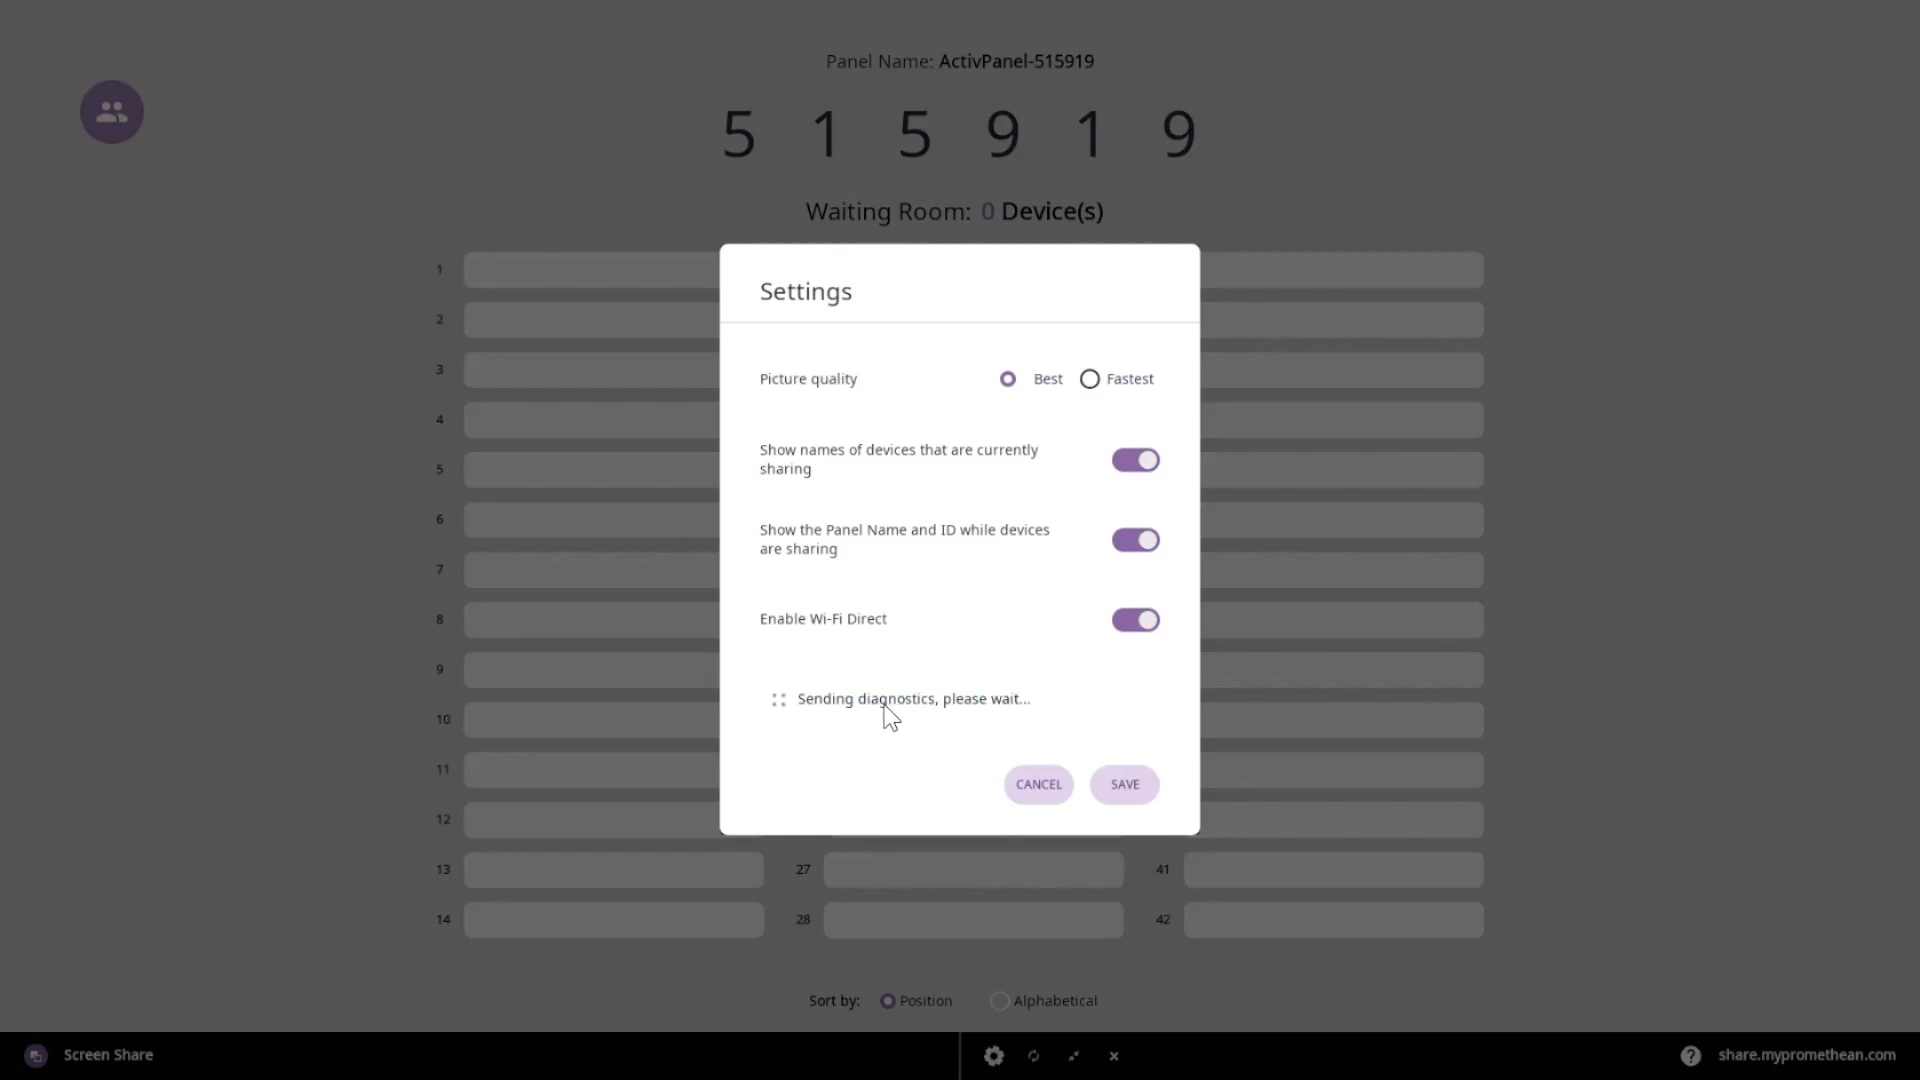 Panel Name: ActivPanel-515919
5 1 5 9 1 9
Waiting Room: 0 Device(s)
Settings
Picture quality
Best
Fastest
Show names of devices that are currently
sharing
Show the Panel Name and ID while devices
are sharing
Enable Wi-Fi Direct
Sending diagnostics, please wait...
CANCEL
SAVE
1
2
3
4
5
6
7
8
9
10
11
12
13 27 41
14 28 42
Sort by: Position Alphabetical
Screen Share
? share.mypromethean.com